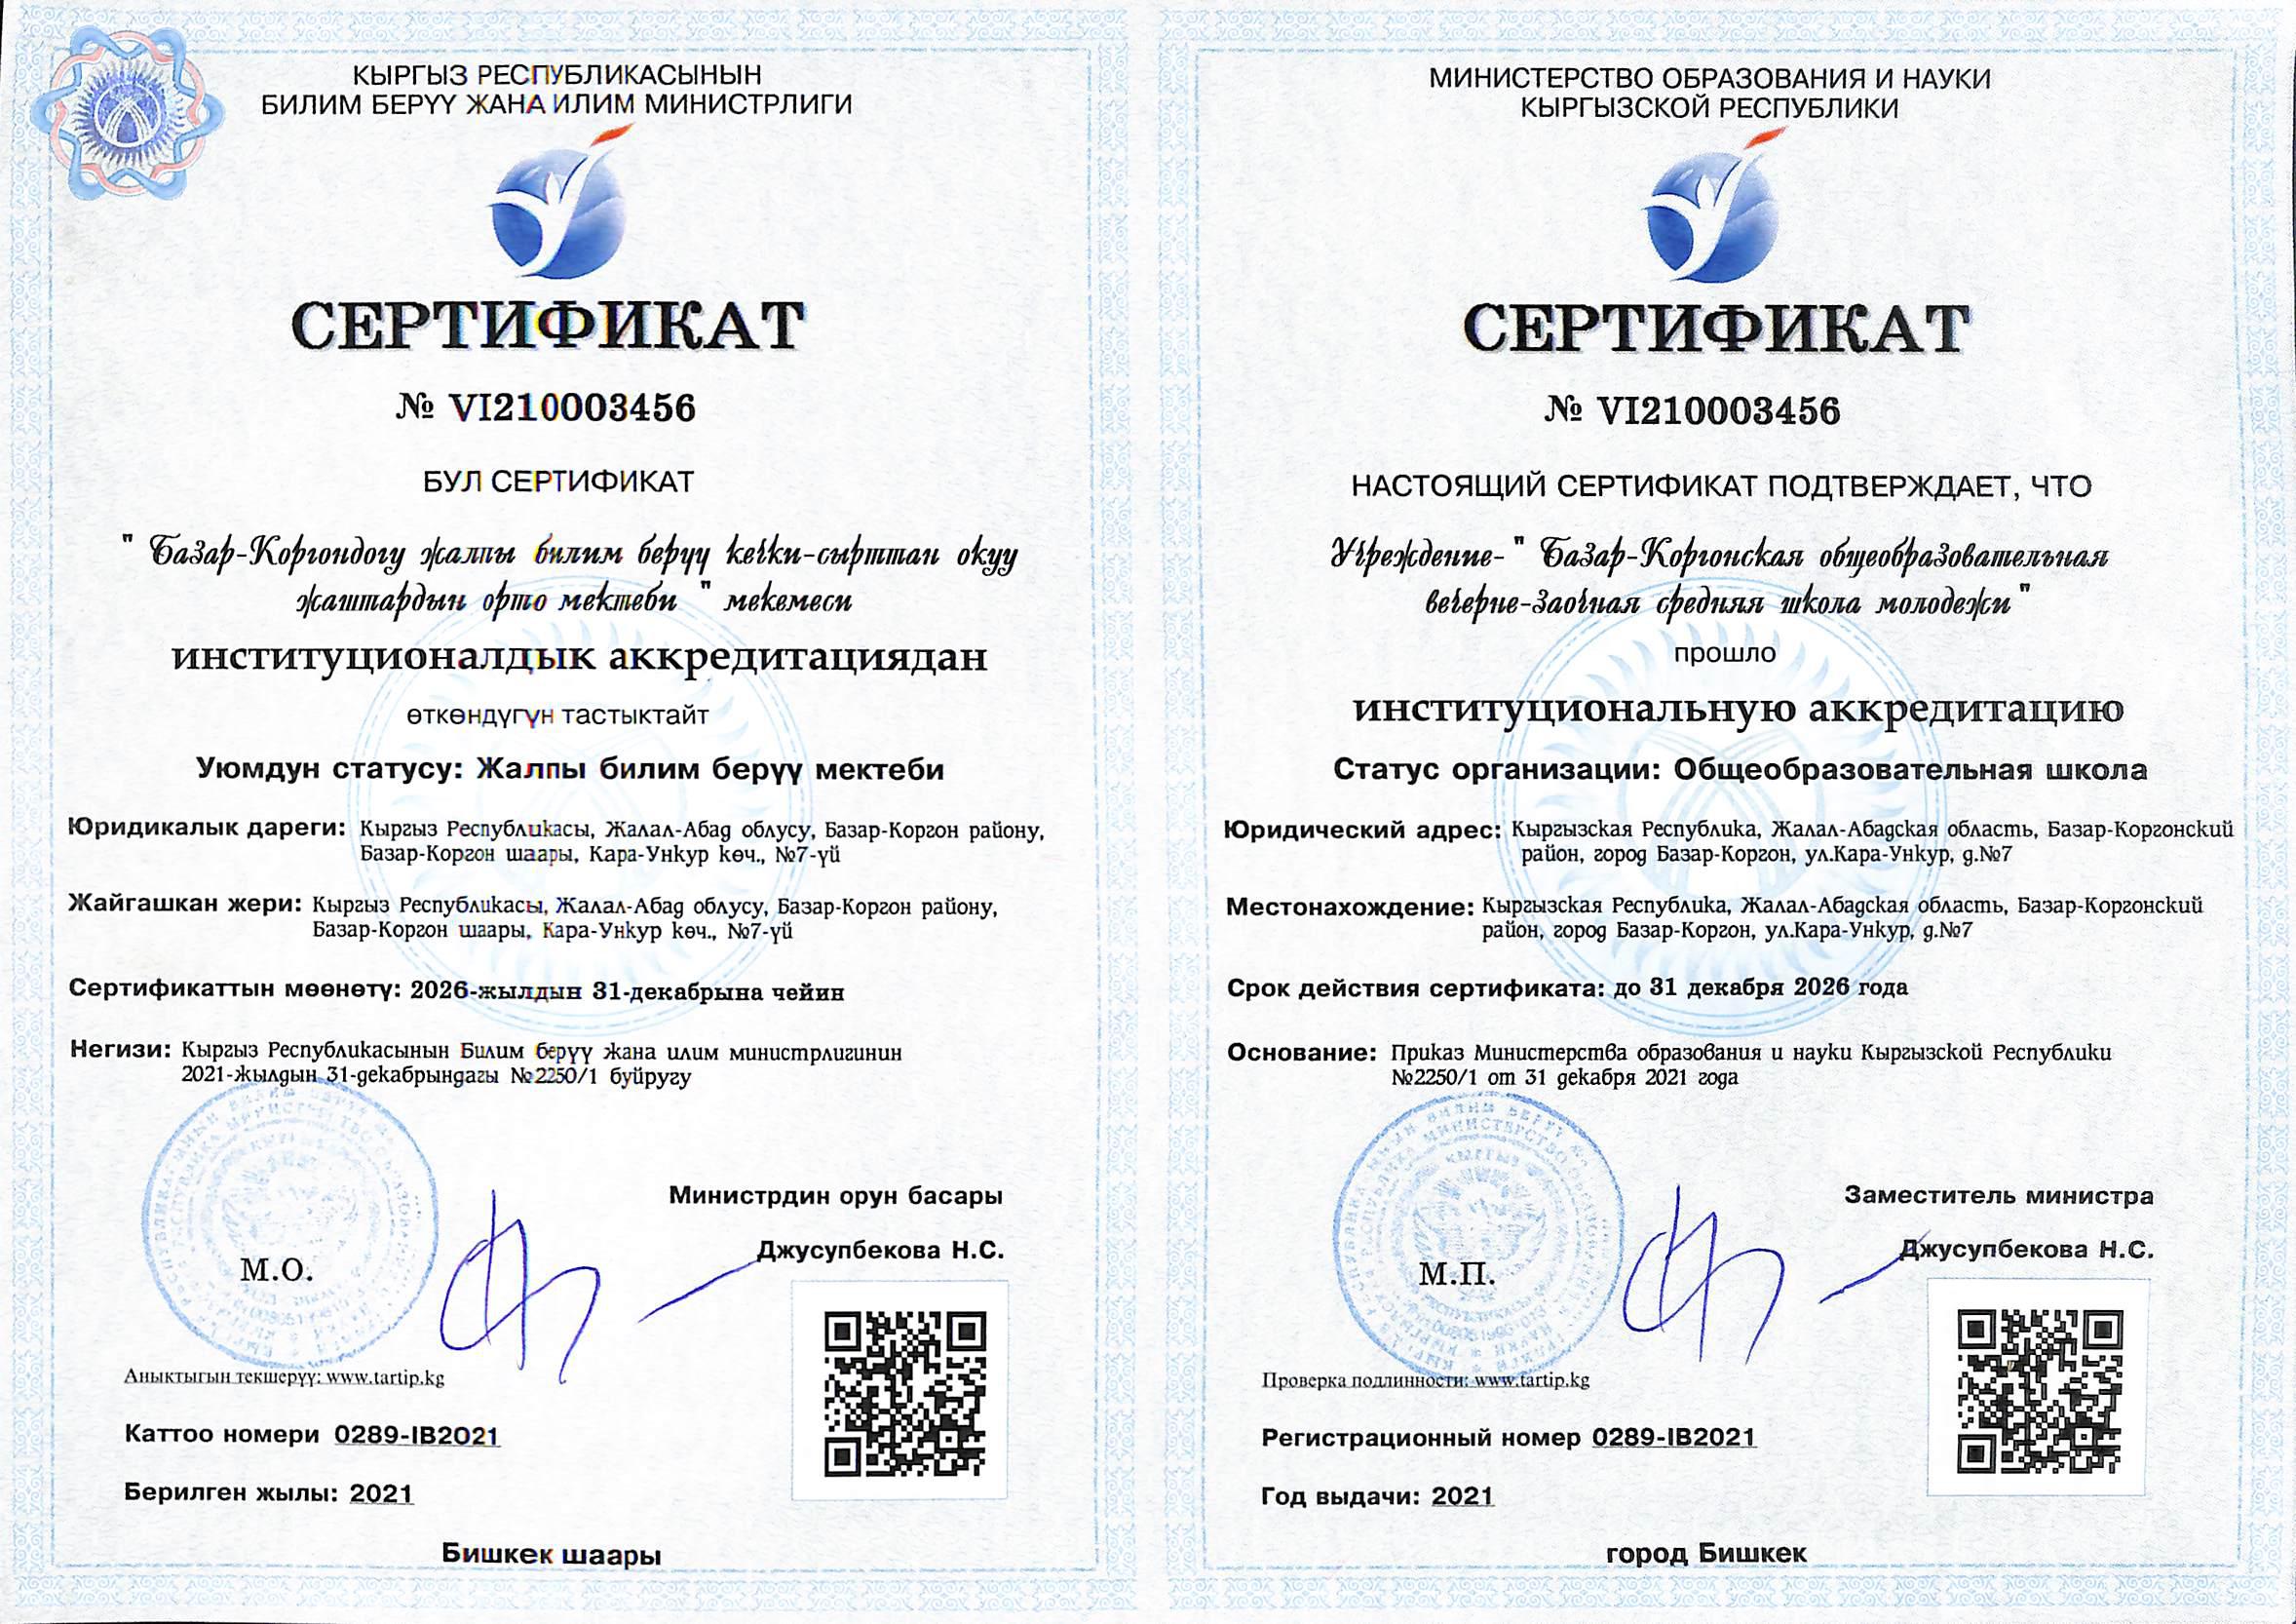 КЫРГЫЗ РЕСПУБЛИКАСЫНЫН
БИЛИМ БЕРҮҮ ЖАНА ИЛИМ МИНИСТРЛИГИ
СЕРТИФИКАТ
№ VI210003456
БУЛ СЕРТИФИКАТ
" Базар-Коргондогу жалпы билим берүү кечки-сырттан окуу
жаштардын орто мектеби " мекемеси
институционалдык аккредитациядан
өткөндүгүн тастыктайт
Уюмдун статусу: Жалпы билим берүү мектеби
Юридикалык дареги: Кыргыз Республикасы, Жалал-Абад облусу, Базар-Коргон району,
Базар-Коргон шаары, Кара-Ункур көч., №7-үй
Жайгашкан жери: Кыргыз Республикасы, Жалал-Абад облусу, Базар-Коргон району,
Базар-Коргон шаары, Кара-Ункур көч., №7-үй
Сертификаттын мөөнөтү: 2026-жылдын 31-декабрына чейин
Негизи: Кыргыз Республикасынын Билим берүү жана илим министрлигинин
2021-жылдын 31-декабрындагы №2250/1 буйругу
Министрдин орун басары
Джусупбекова Н.С.
М.О.
Аныктыгын текшерүү: www.tartip.kg
Каттоо номери 0289-IB2021
Берилген жылы: 2021
Бишкек шаары
МИНИСТЕРСТВО ОБРАЗОВАНИЯ И НАУКИ
КЫРГЫЗСКОЙ РЕСПУБЛИКИ
СЕРТИФИКАТ
№ VI210003456
НАСТОЯЩИЙ СЕРТИФИКАТ ПОДТВЕРЖДАЕТ, ЧТО
Учреждение- " Базар-Коргонская общеобразовательная
вечерне-заочная средняя школа молодежи "
прошло
институциональную аккредитацию
Статус организации: Общеобразовательная школа
Юридический адрес: Кыргызская Республика, Жалал-Абадская область, Базар-Коргонский
район, город Базар-Коргон, ул.Кара-Ункур, д.№7
Местонахождение: Кыргызская Республика, Жалал-Абадская область, Базар-Коргонский
район, город Базар-Коргон, ул.Кара-Ункур, д.№7
Срок действия сертификата: до 31 декабря 2026 года
Основание: Приказ Министерства образования и науки Кыргызской Республики
№2250/1 от 31 декабря 2021 года
Заместитель министра
Джусупбекова Н.С.
М.П.
Проверка подлинности: www.tartip.kg
Регистрационный номер 0289-IB2021
Год выдачи: 2021
город Бишкек